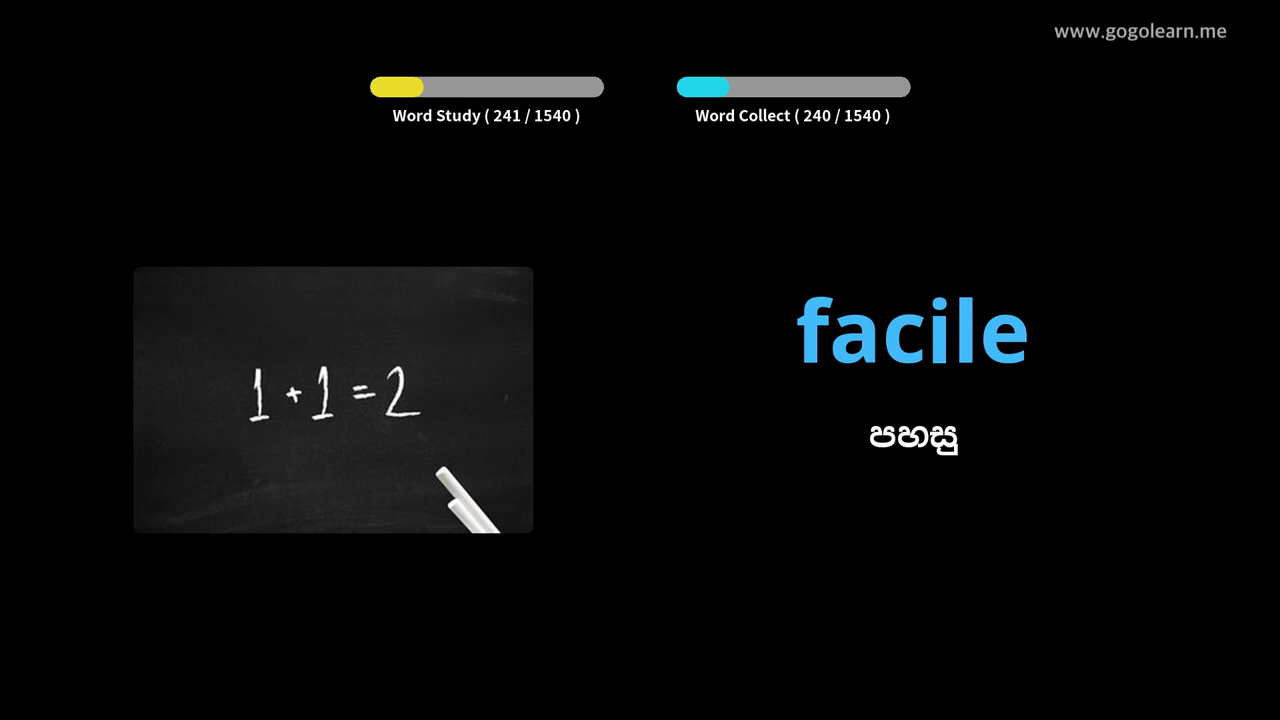 www.gogolearn.me
Word Study ( 241 / 1540 )
Word Collect ( 240 / 1540 )
1 + 1 = 2
facile
පහසු